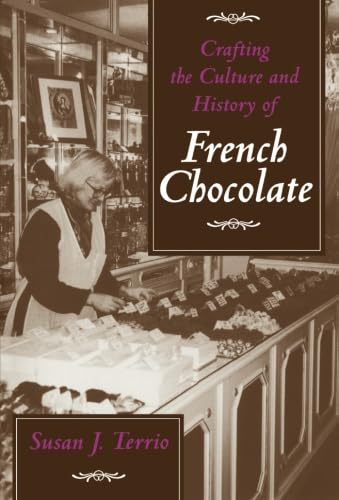 Crafting
the Culture and
History of
French
Chocolate
Susan J. Terrio